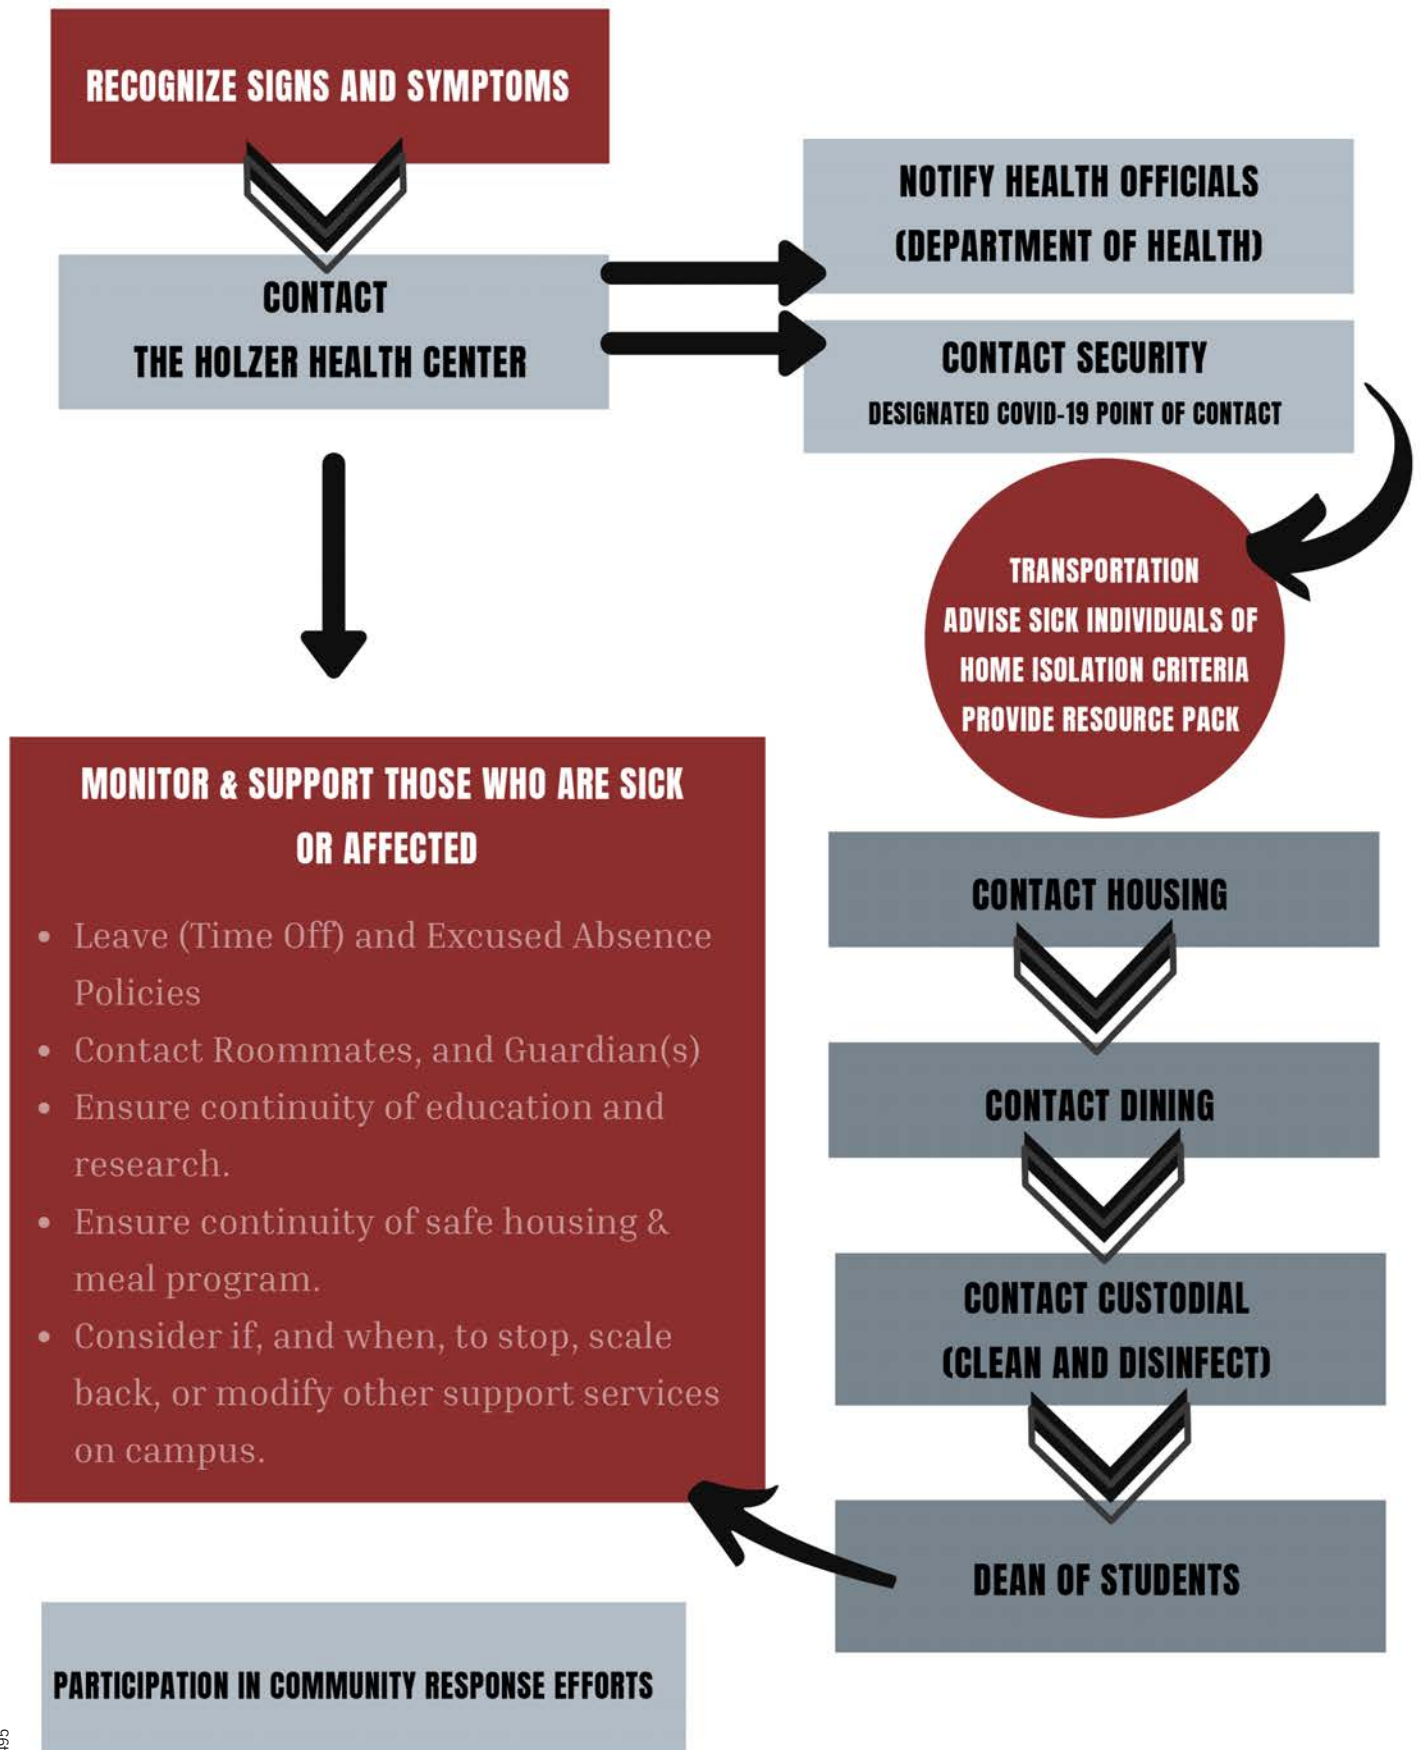 RECOGNIZE SIGNS AND SYMPTOMS
CONTACT
THE HOLZER HEALTH CENTER
NOTIFY HEALTH OFFICIALS
(DEPARTMENT OF HEALTH)
CONTACT SECURITY
DESIGNATED COVID-19 POINT OF CONTACT
TRANSPORTATION
ADVISE SICK INDIVIDUALS OF
HOME ISOLATION CRITERIA
PROVIDE RESOURCE PACK
MONITOR & SUPPORT THOSE WHO ARE SICK
OR AFFECTED
• Leave (Time Off) and Excused Absence
Policies
• Contact Roommates, and Guardian(s)
• Ensure continuity of education and
research.
• Ensure continuity of safe housing &
meal program.
• Consider if, and when, to stop, scale
back, or modify other support services
on campus.
CONTACT HOUSING
CONTACT DINING
CONTACT CUSTODIAL
(CLEAN AND DISINFECT)
DEAN OF STUDENTS
PARTICIPATION IN COMMUNITY RESPONSE EFFORTS